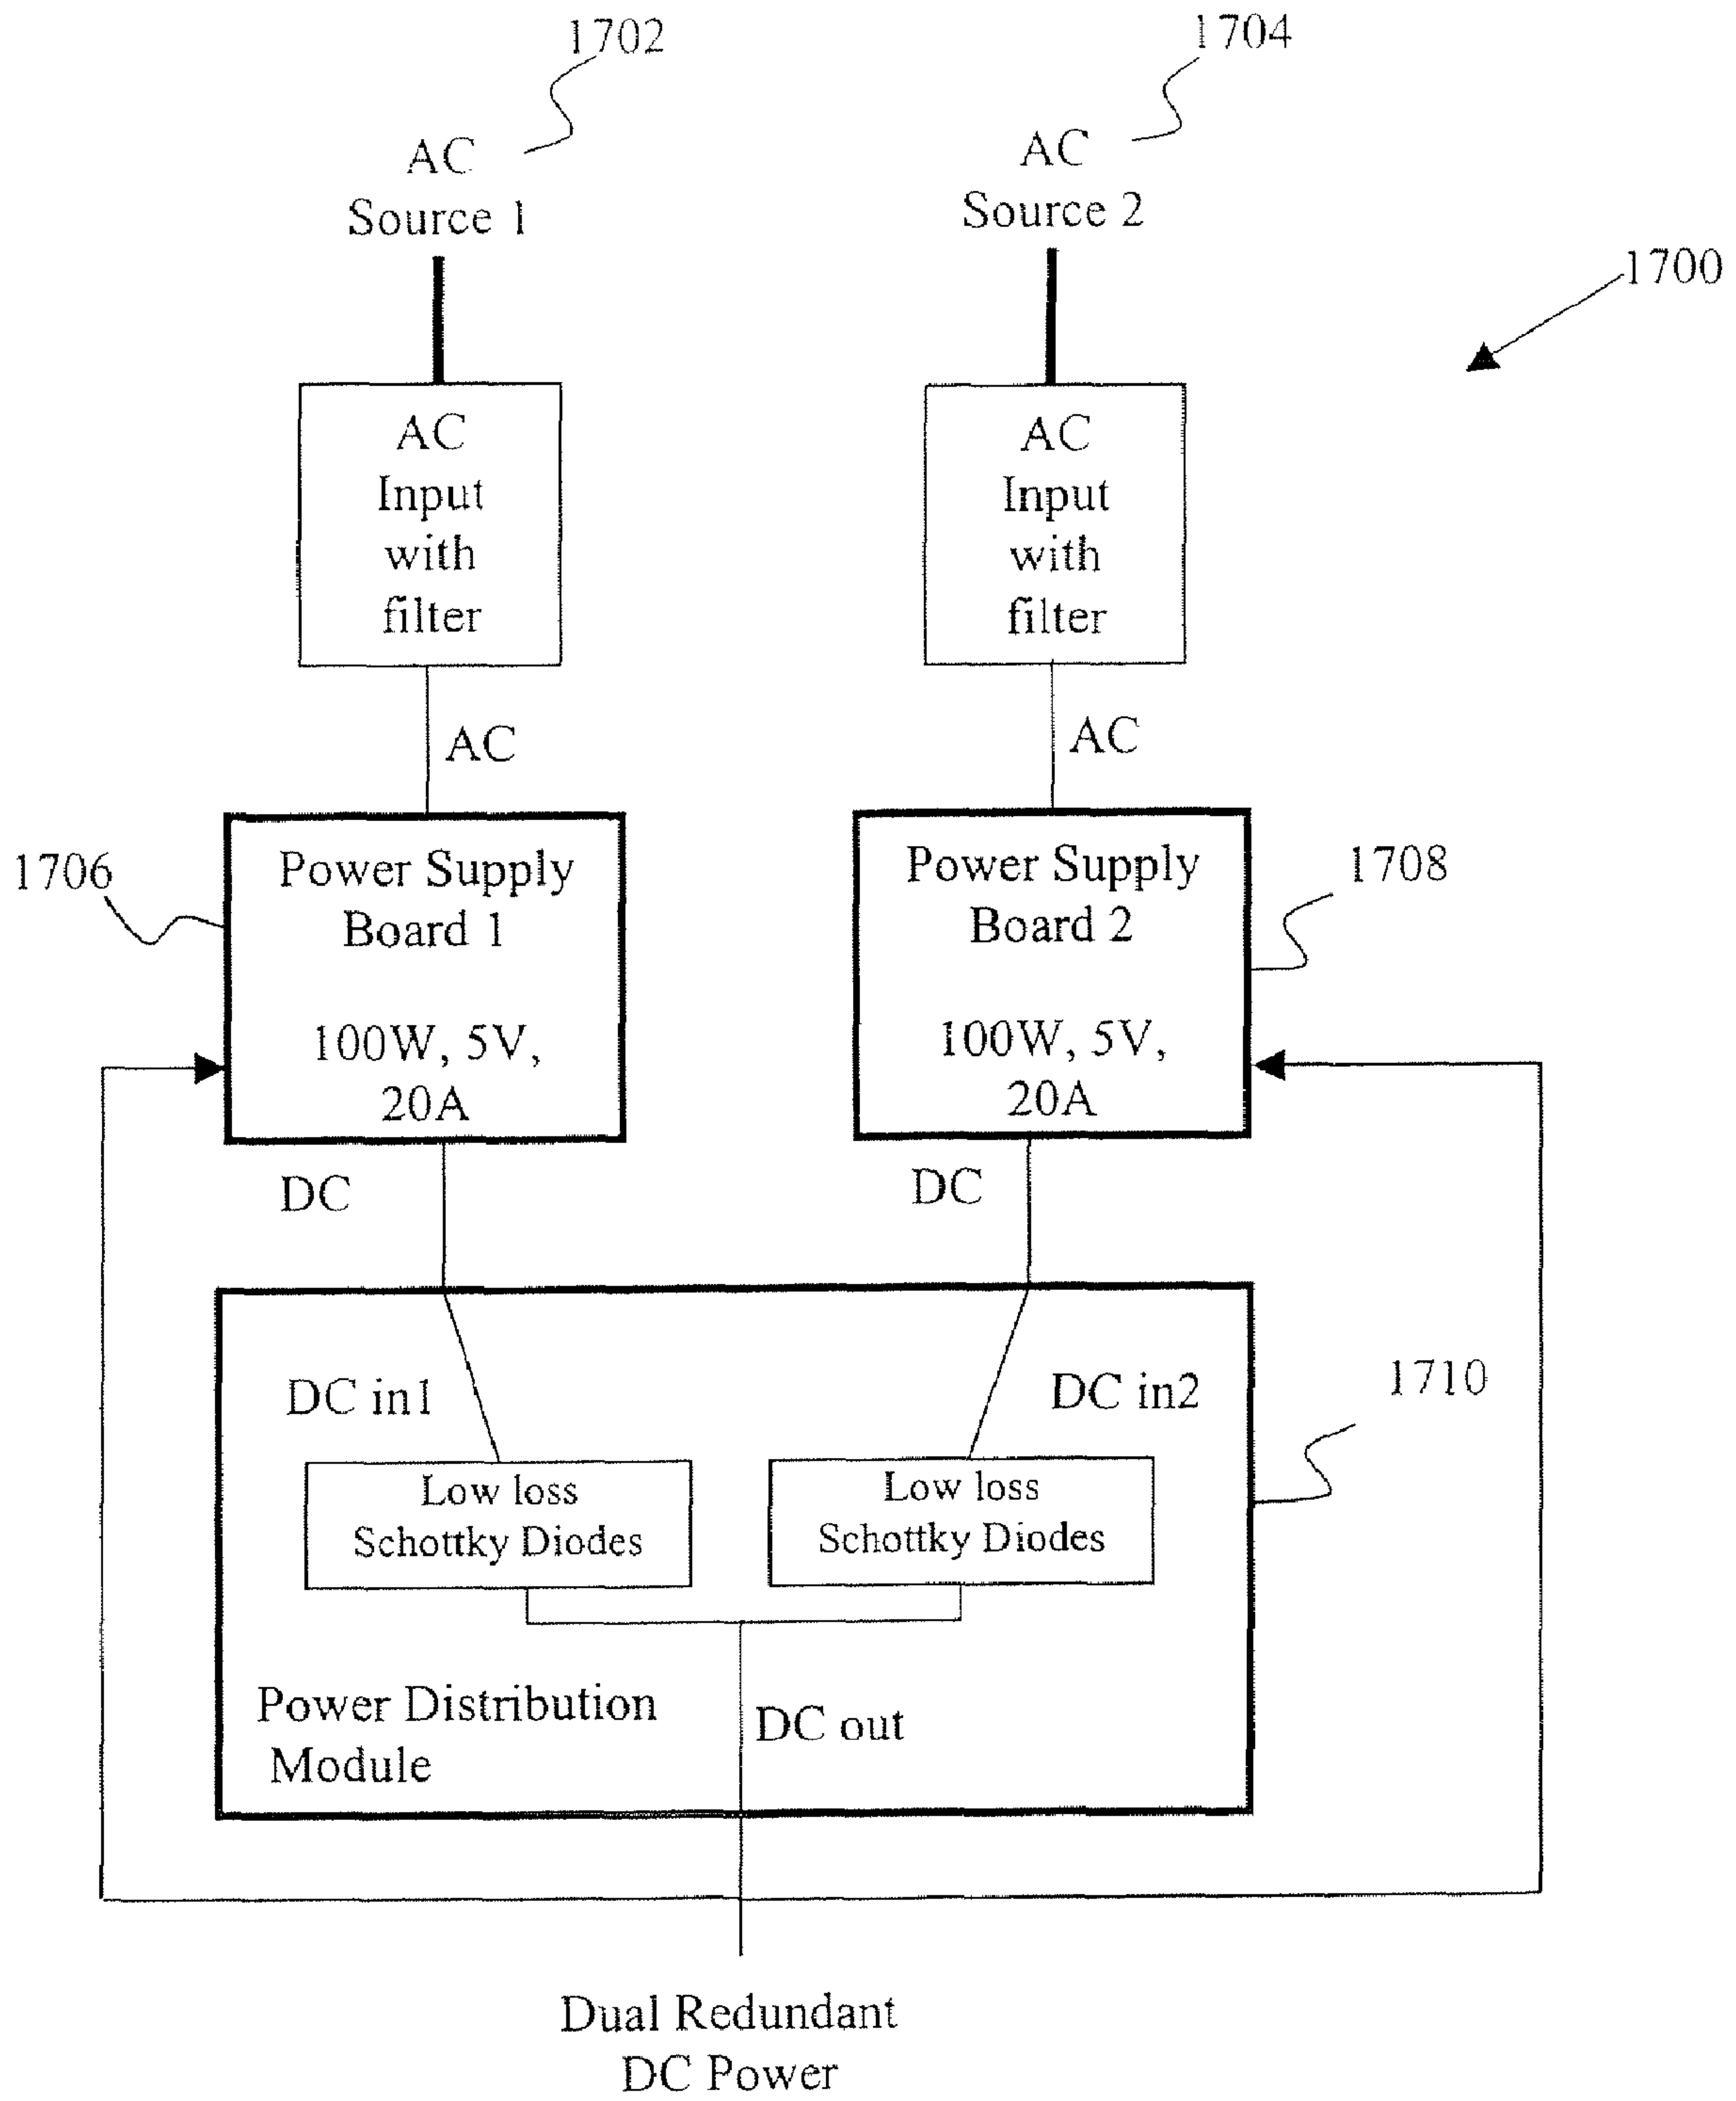 1702
1704
AC
Source 1
AC
Source 2
1700
AC
Input
with
filter
AC
Input
with
filter
AC
AC
1706
Power Supply
Board 1
100W, 5V,
20A
Power Supply
Board 2
100W, 5V,
20A
1708
DC
DC
DC in1
DC in2
1710
Low loss
Schottky Diodes
Low loss
Schottky Diodes
Power Distribution
Module
DC out
Dual Redundant
DC Power